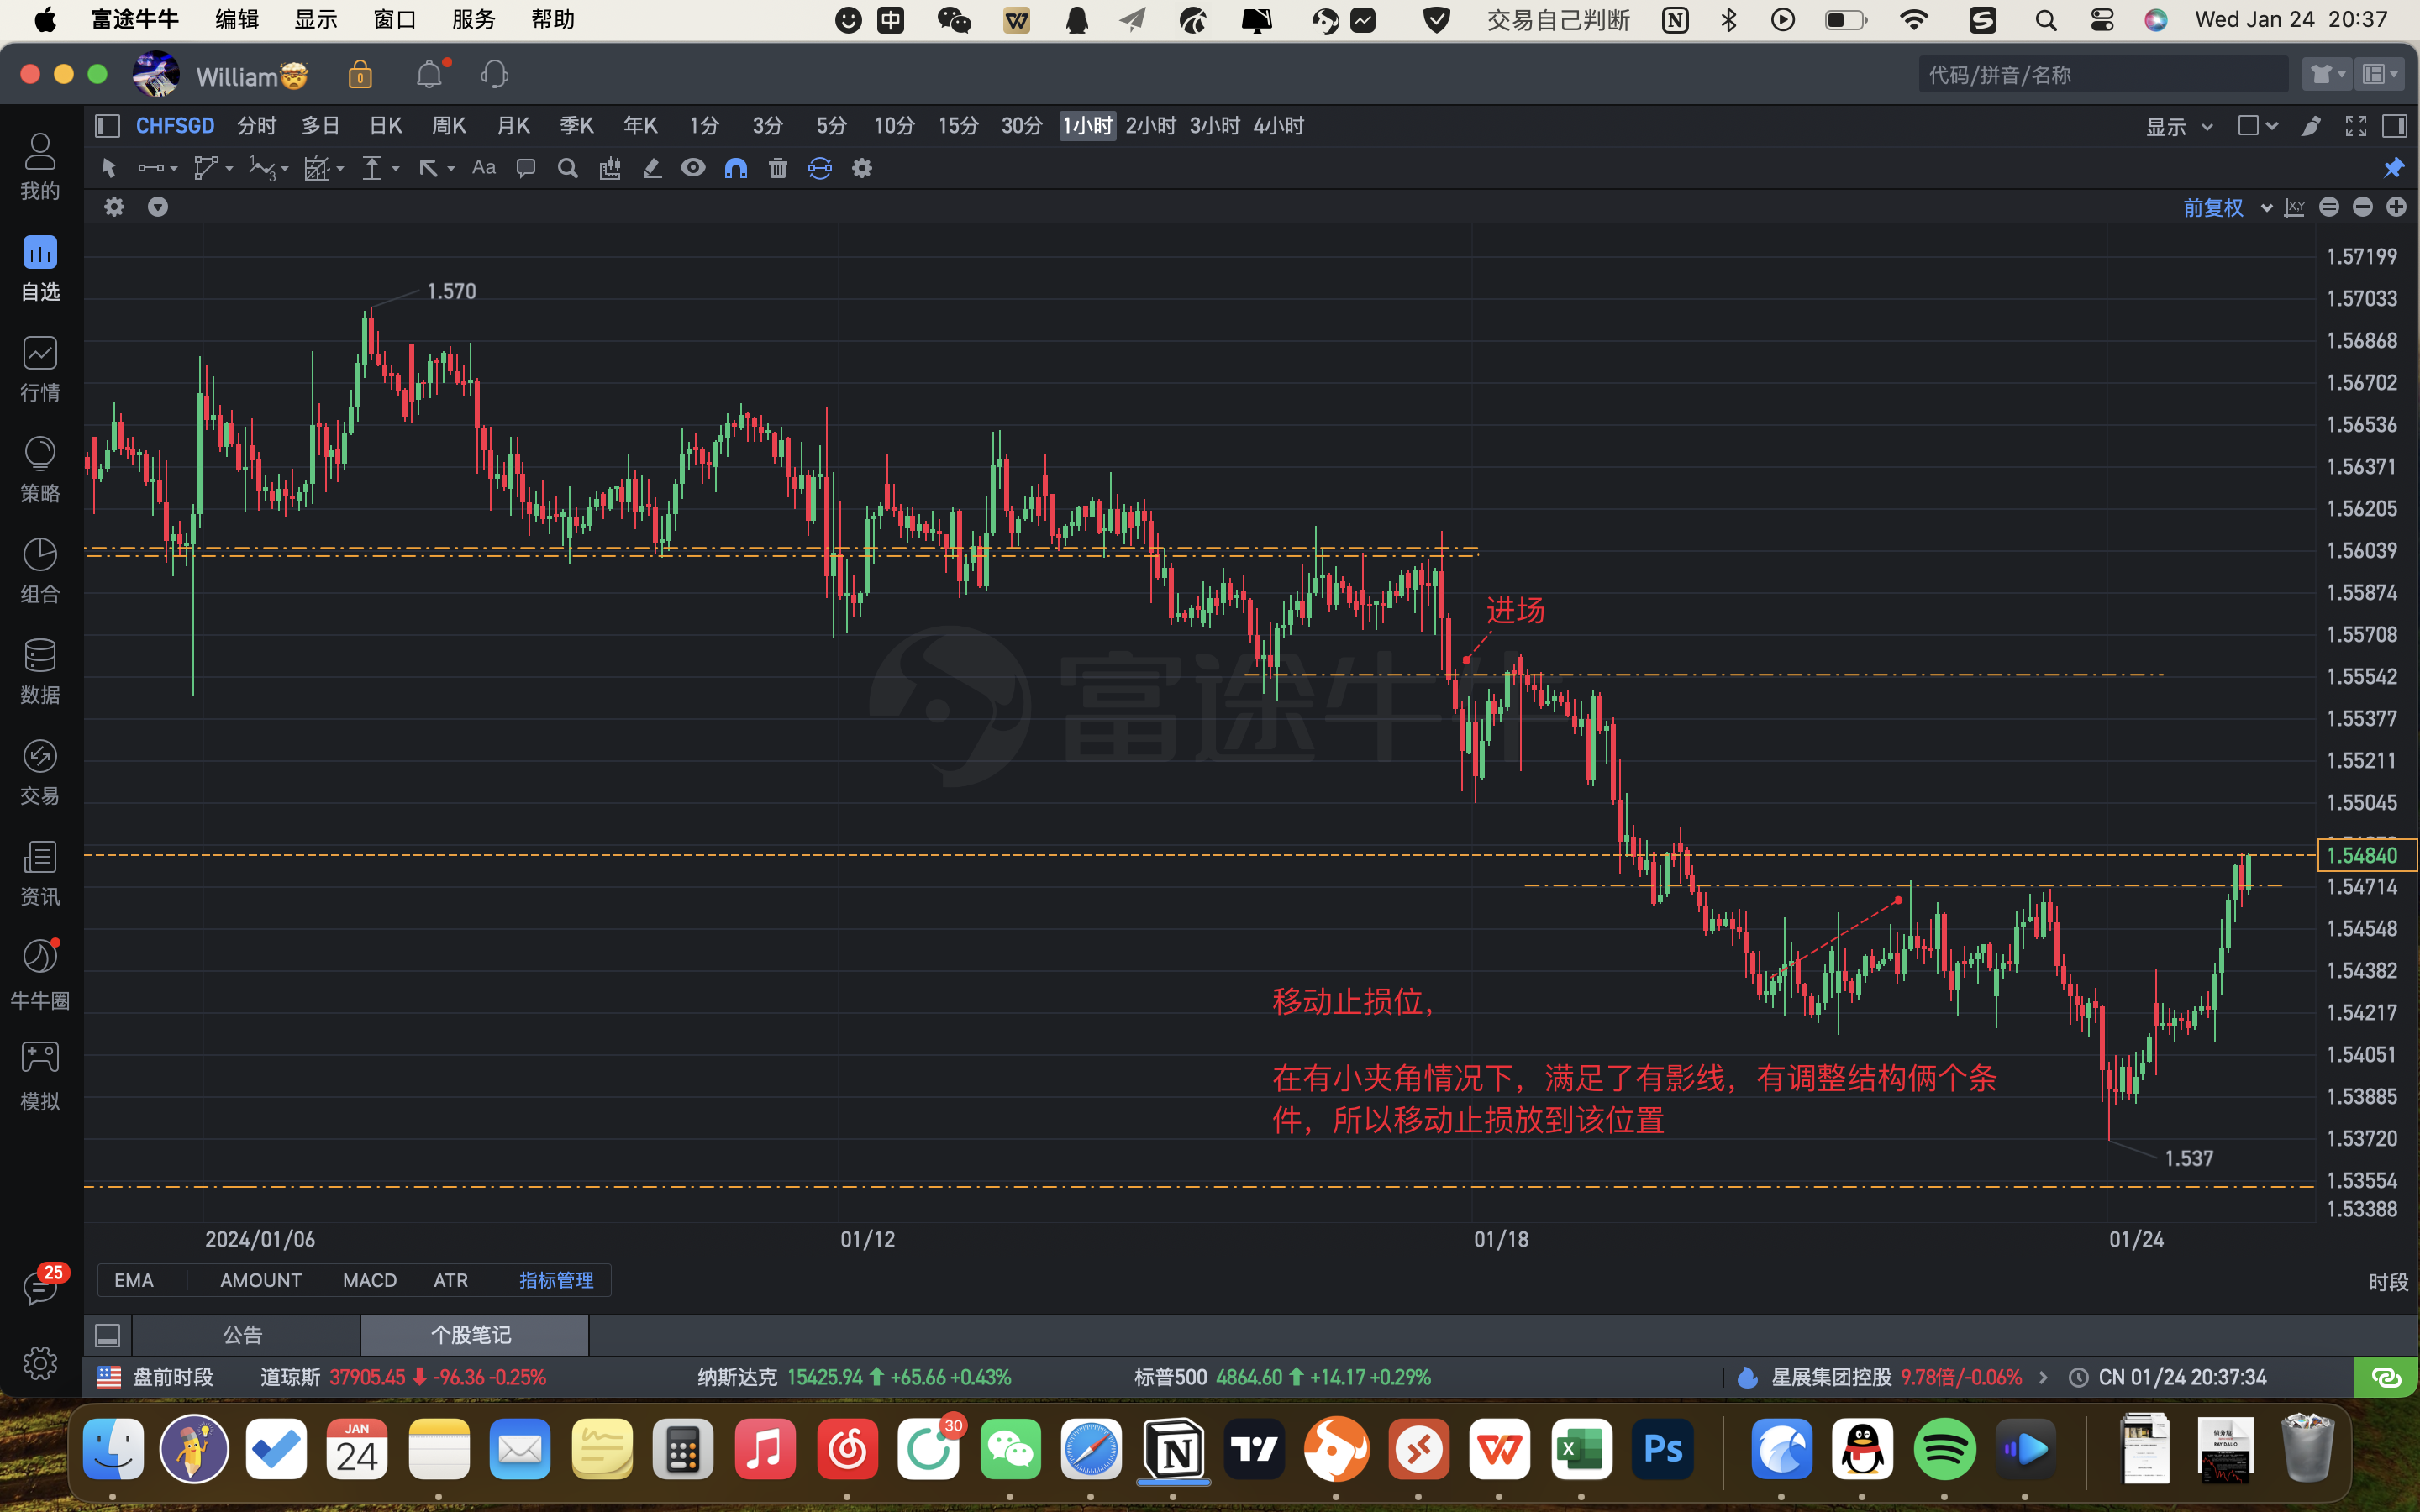 富途牛牛 编辑 显示 窗口 服务 帮助 中 交易自己判断 Wed Jan 24 20:37
William 代码/拼音/名称
CHFSGD 分时 多日 日K 周K 月K 季K 年K 1分 3分 5分 10分 15分 30分 1小时 2小时 3小时 4小时 显示
Aa
前复权 X,Y
我的
自选
行情
策略
组合
数据
交易
资讯
牛牛圈
模拟
25
1.570
进场
富途牛牛
移动止损位，
在有小夹角情况下，满足了有影线，有调整结构俩个条
件，所以移动止损放到该位置
1.537
1.57199
1.57033
1.56868
1.56702
1.56536
1.56371
1.56205
1.56039
1.55874
1.55708
1.55542
1.55377
1.55211
1.55045
1.54840
1.54714
1.54548
1.54382
1.54217
1.54051
1.53885
1.53720
1.53554
1.53388
2024/01/06 01/12 01/18 01/24
EMA AMOUNT MACD ATR 指标管理 时段
公告 个股笔记
盘前时段 道琼斯 37905.45 -96.36 -0.25% 纳斯达克 15425.94 +65.66 +0.43% 标普500 4864.60 +14.17 +0.29% 星展集团控股 9.78倍/-0.06% CN 01/24 20:37:34
JAN
24
30
Ps
RAY DALIO